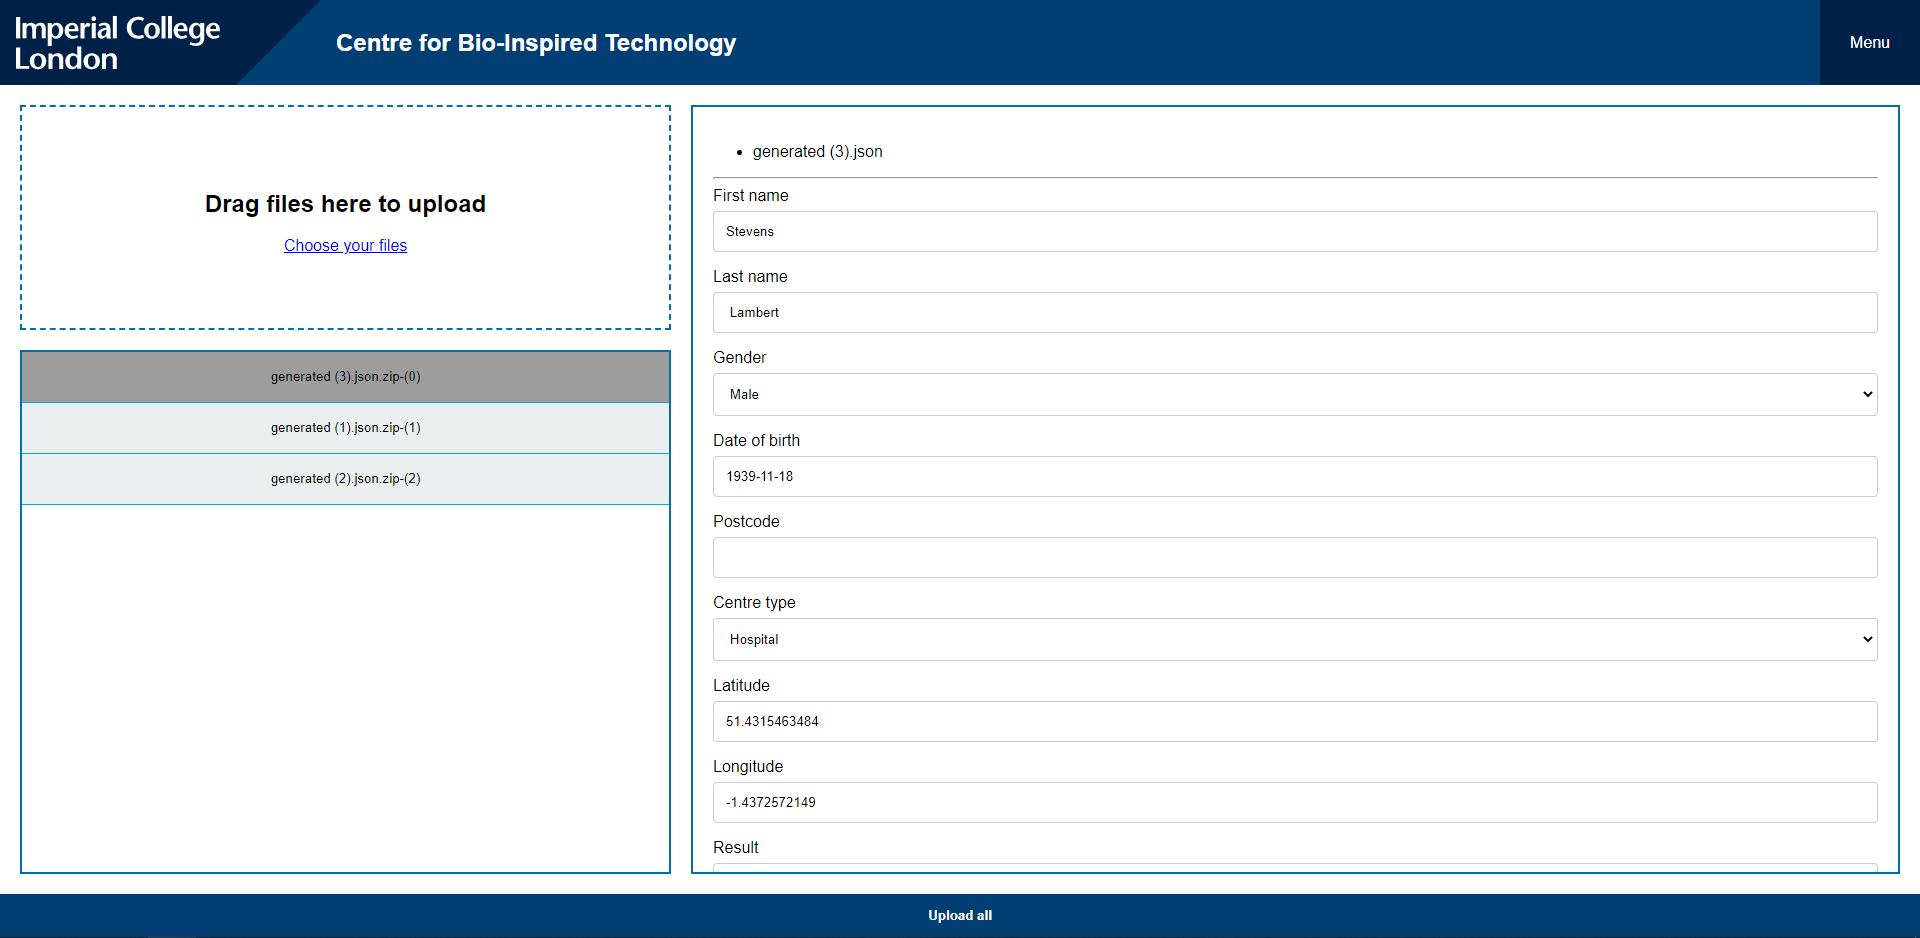 Imperial College
London
Centre for Bio-Inspired Technology
Menu
Drag files here to upload
Choose your files
generated (3).json.zip-(0)
generated (1).json.zip-(1)
generated (2).json.zip-(2)
generated (3).json
First name
Stevens
Last name
Lambert
Gender
Male
Date of birth
1939-11-18
Postcode
Centre type
Hospital
Latitude
51.4315463484
Longitude
-1.4372572149
Result
Upload all